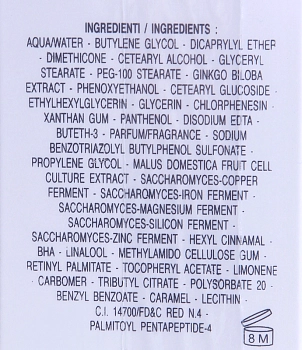 INGREDIENTI / INGREDIENTS :
AQUA/WATER - BUTYLENE GLYCOL - DICAPRYLYL ETHER
- DIMETHICONE - CETEARYL ALCOHOL - GLYCERYL
STEARATE - PEG-100 STEARATE - GINKGO BILOBA
EXTRACT - PHENOXYETHANOL - CETEARYL GLUCOSIDE -
ETHYLHEXYLGLYCERIN - GLYCERIN - CHLORPHENESIN -
XANTHAN GUM - PANTHENOL - DISODIUM EDTA -
BUTETH-3 - PARFUM/FRAGRANCE - SODIUM
BENZOTRIAZOLYL BUTYLPHENOL SULFONATE -
PROPYLENE GLYCOL - MALUS DOMESTICA FRUIT CELL
CULTURE EXTRACT - SACCHAROMYCES-COPPER
FERMENT - SACCHAROMYCES-IRON FERMENT -
SACCHAROMYCES-MAGNESIUM FERMENT -
SACCHAROMYCES-SILICON FERMENT -
SACCHAROMYCES-ZINC FERMENT - HEXYL CINNAMAL -
BHA - LINALOOL - METHYLAMIDO CELLULOSE GUM -
RETINYL PALMITATE - TOCOPHERYL ACETATE - LIMONENE
- CARBOMER - TRIBUTYL CITRATE - POLYSORBATE 20 -
BENZYL BENZOATE - CARAMEL - LECITHIN -
C.I. 14700/FD&C RED N.4 -
PALMITOYL PENTAPEPTIDE-4
8 M